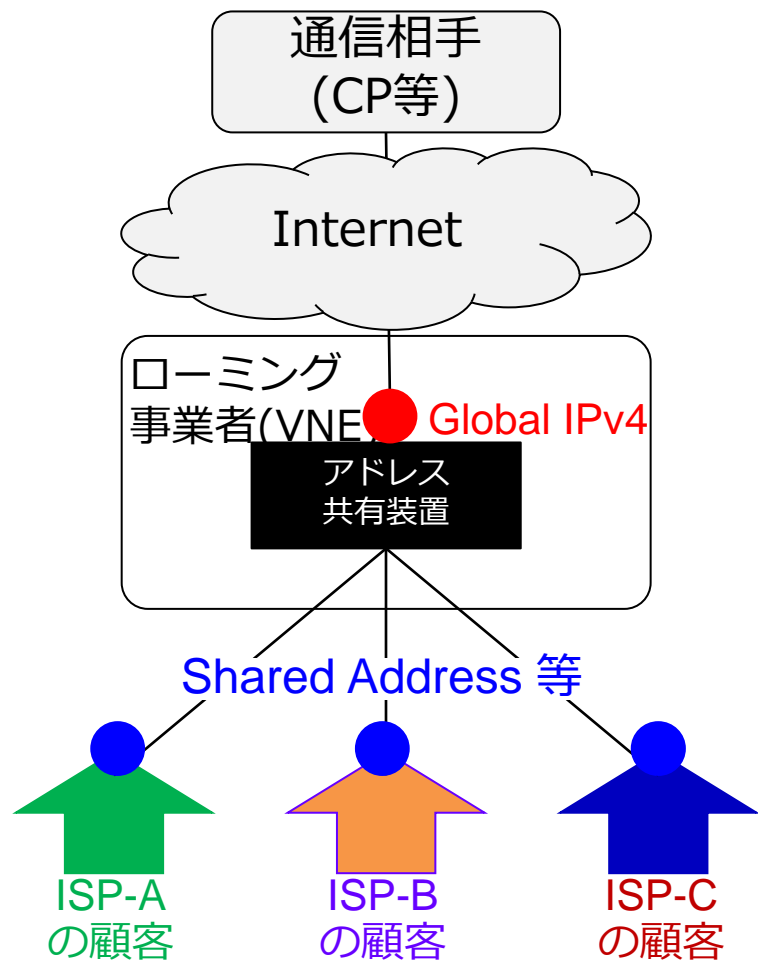 通信相手
(CP等)
Internet
ローミング
事業者(VNE)
Global IPv4
アドレス
共有装置
Shared Address 等
ISP-A
の顧客
ISP-B
の顧客
ISP-C
の顧客